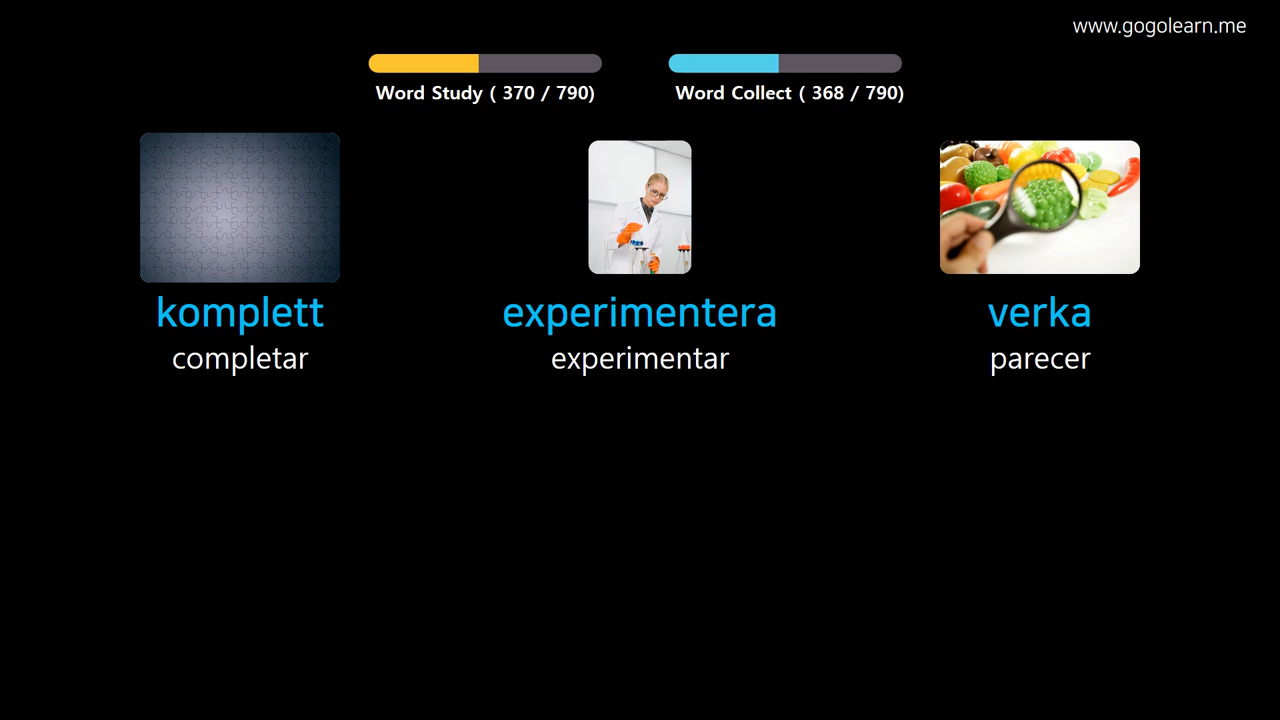 www.gogolearn.me
Word Study ( 370 / 790)
Word Collect ( 368 / 790)
komplett
experimentera
verka
completar
experimentar
parecer